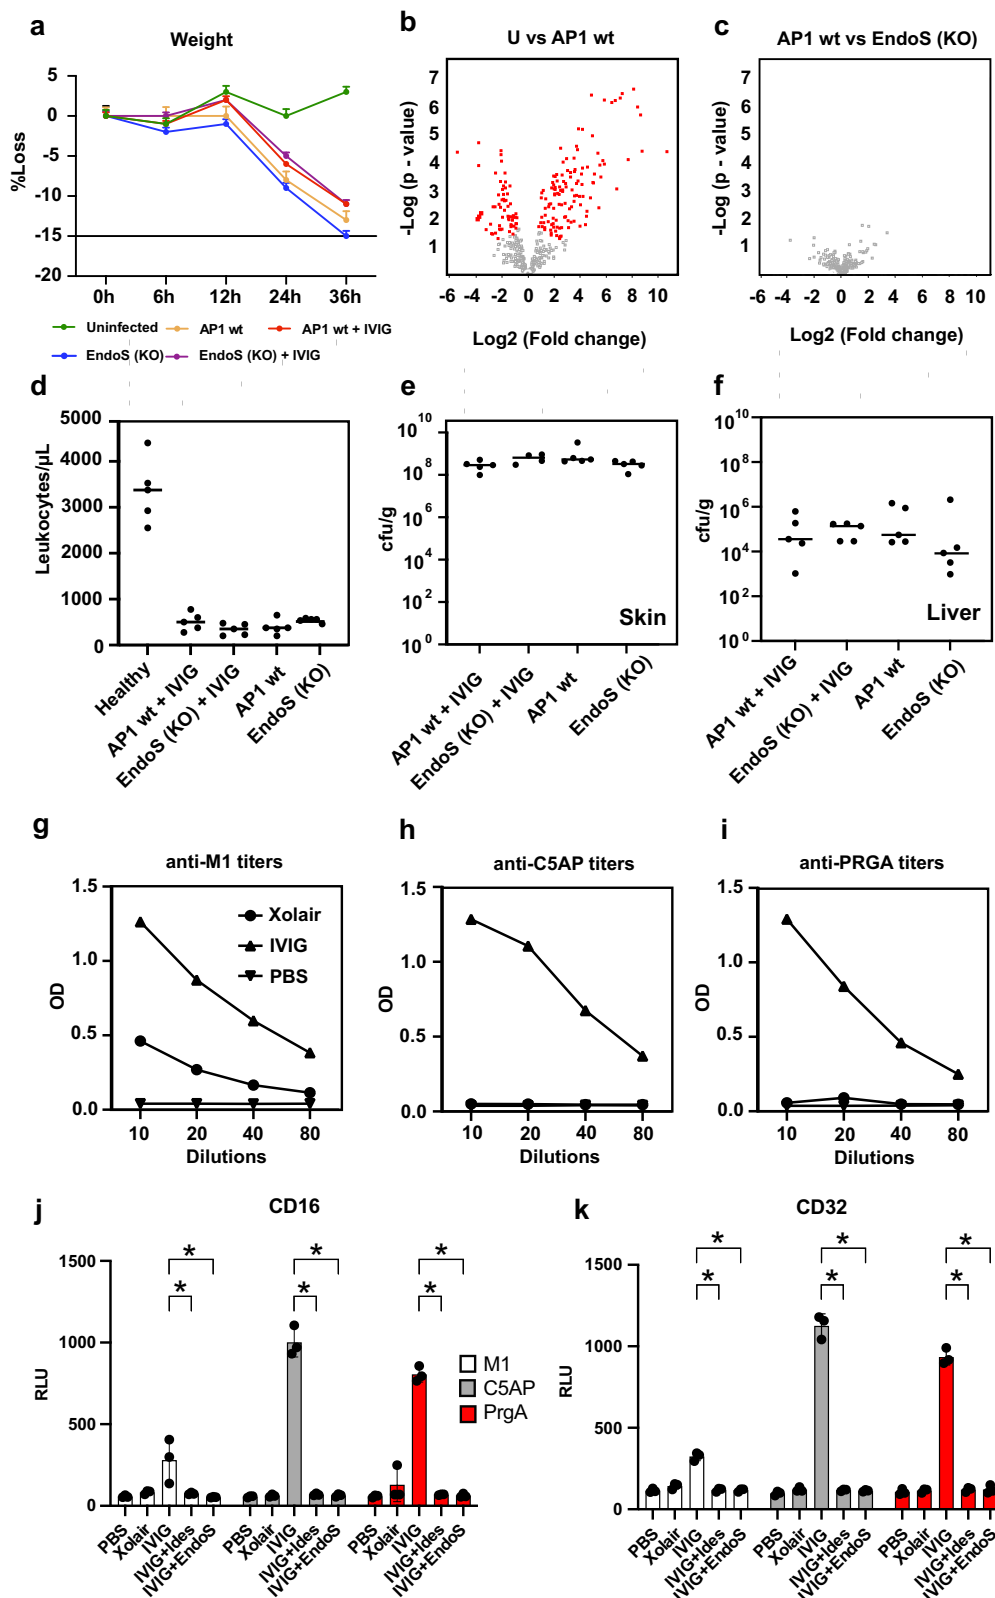 a
Weight
%Loss
5
0
-5
-10
-15
-20
0h 6h 12h 24h 36h
Uninfected AP1 wt AP1 wt + IVIG
EndoS (KO) EndoS (KO) + IVIG
b
U vs AP1 wt
-Log (p - value)
7
6
5
4
3
2
1
-6 -4 -2 0 2 4 6 8 10
Log2 (Fold change)
c
AP1 wt vs EndoS (KO)
-Log (p - value)
7
6
5
4
3
2
1
-6 -4 -2 0 2 4 6 8 10
Log2 (Fold change)
d
Leukocytes/µL
5000
4000
3000
2000
1000
0
Healthy
AP1 wt + IVIG
EndoS (KO) + IVIG
AP1 wt
EndoS (KO)
e
cfu/g
10^10
10^8
10^6
10^4
10^2
10^0
Skin
AP1 wt + IVIG
EndoS (KO) + IVIG
AP1 wt
EndoS (KO)
f
cfu/g
10^10
10^8
10^6
10^4
10^2
10^0
Liver
AP1 wt + IVIG
EndoS (KO) + IVIG
AP1 wt
EndoS (KO)
g
anti-M1 titers
OD
1.5
1.0
0.5
0.0
Xolair
IVIG
PBS
10 20 40 80
Dilutions
h
anti-C5AP titers
OD
1.5
1.0
0.5
0.0
10 20 40 80
Dilutions
i
anti-PRGA titers
OD
1.5
1.0
0.5
0.0
10 20 40 80
Dilutions
j
CD16
RLU
1500
1000
500
0
* * *
* * *
M1
C5AP
PrgA
PBS
Xolair
IVIG
IVIG+Ides
IVIG+EndoS
PBS
Xolair
IVIG
IVIG+Ides
IVIG+EndoS
PBS
Xolair
IVIG
IVIG+Ides
IVIG+EndoS
k
CD32
RLU
1500
1000
500
0
* * *
* * *
PBS
Xolair
IVIG
IVIG+Ides
IVIG+EndoS
PBS
Xolair
IVIG
IVIG+Ides
IVIG+EndoS
PBS
Xolair
IVIG
IVIG+Ides
IVIG+EndoS